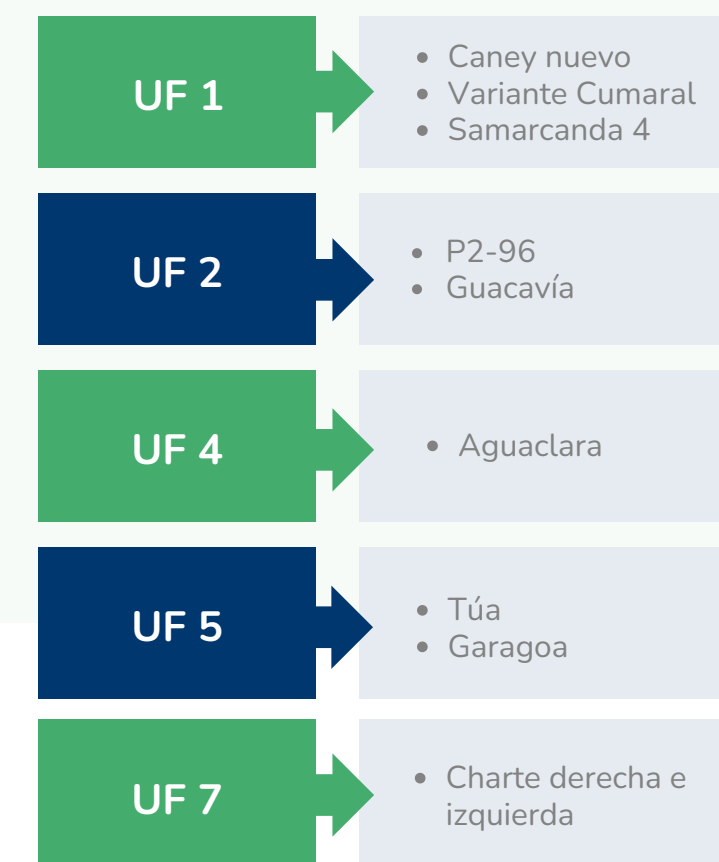 UF 1
• Caney nuevo
• Variante Cumaral
• Samarcanda 4
UF 2
• P2-96
• Guacavía
UF 4
• Aguaclara
UF 5
• Túa
• Garagoa
UF 7
• Charte derecha e
izquierda